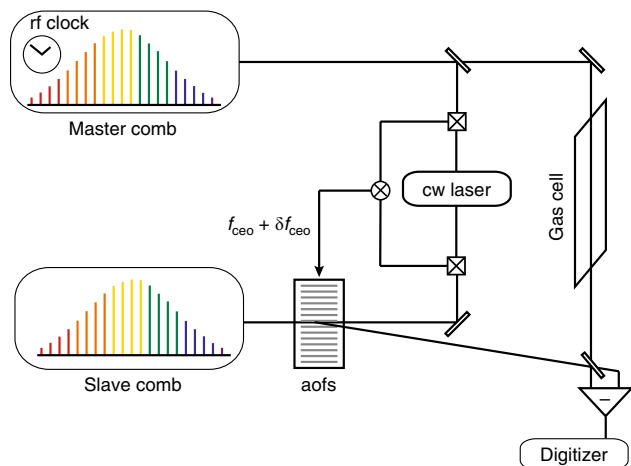 rf clock
Master comb
cw laser
Gas cell
f_ceo + δf_ceo
Slave comb
aofs
−
Digitizer